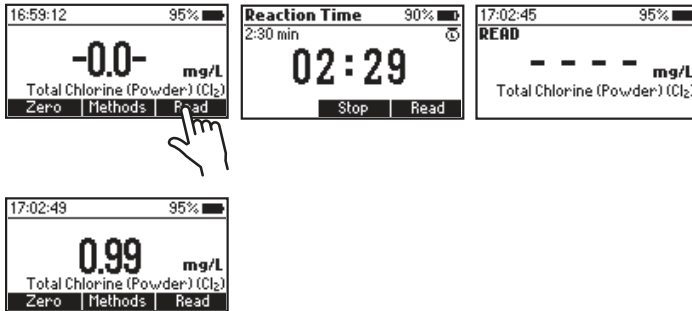 16:59:12 95%
-0.0- mg/L
Total Chlorine (Powder) (Cl₂)
Zero Methods Read
Reaction Time 90%
2:30 min
02:29
Stop Read
17:02:45 95%
READ
- - - - mg/L
Total Chlorine (Powder) (Cl₂)
17:02:49 95%
0.99 mg/L
Total Chlorine (Powder) (Cl₂)
Zero Methods Read